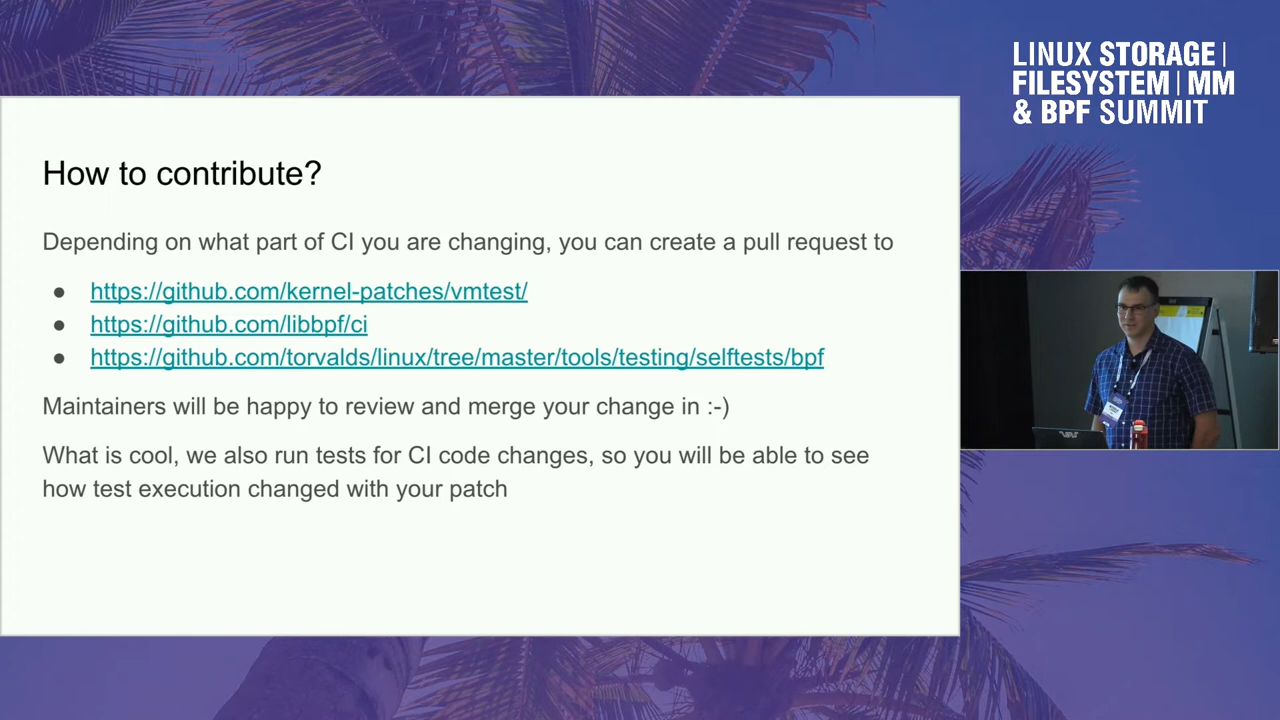 LINUX STORAGE |
FILESYSTEM | MM
& BPF SUMMIT
How to contribute?
Depending on what part of CI you are changing, you can create a pull request to
● https://github.com/kernel-patches/vmtest/
● https://github.com/libbpf/ci
● https://github.com/torvalds/linux/tree/master/tools/testing/selftests/bpf
Maintainers will be happy to review and merge your change in :-)
What is cool, we also run tests for CI code changes, so you will be able to see
how test execution changed with your patch